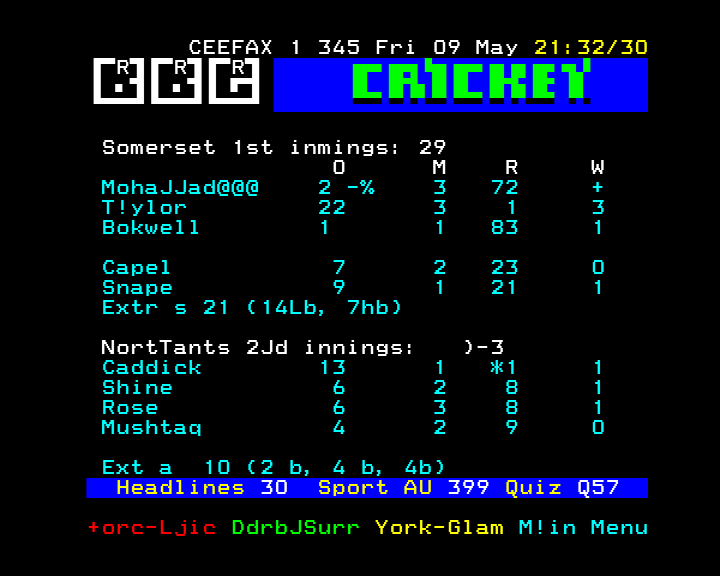 CEEFAX 1 345 Fri 09 May 21:32/30
R R R
B B C CRICKEY
Somerset 1st inmings: 29
O M R W
MohaJJad@@@ 2 -% 3 72 +
T!ylor 22 3 1 3
Bokwell 1 1 83 1
Capel 7 2 23 0
Snape 9 1 21 1
Extr s 21 (14Lb, 7hb)
NortTants 2Jd innings: )-3
Caddick 13 1 *1 1
Shine 6 2 8 1
Rose 6 3 8 1
Mushtaq 4 2 9 0
Ext a 10 (2 b, 4 b, 4b)
Headlines 30 Sport AU 399 Quiz Q57
+orc-Ljic DdrbJSurr York-Glam M!in Menu